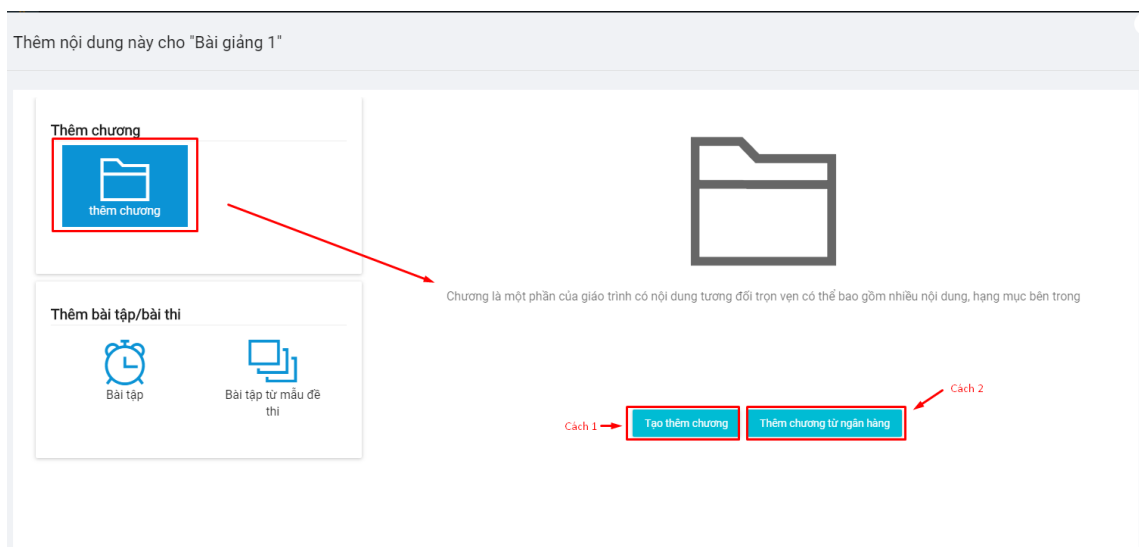 Thêm nội dung này cho "Bài giảng 1"
Thêm chương
thêm chương
Chương là một phần của giáo trình có nội dung tương đối trọn vẹn có thể bao gồm nhiều nội dung, hạng mục bên trong
Thêm bài tập/bài thi
Bài tập
Bài tập từ mẫu đề
thi
Cách 2
Cách 1
Tạo thêm chương
Thêm chương từ ngân hàng